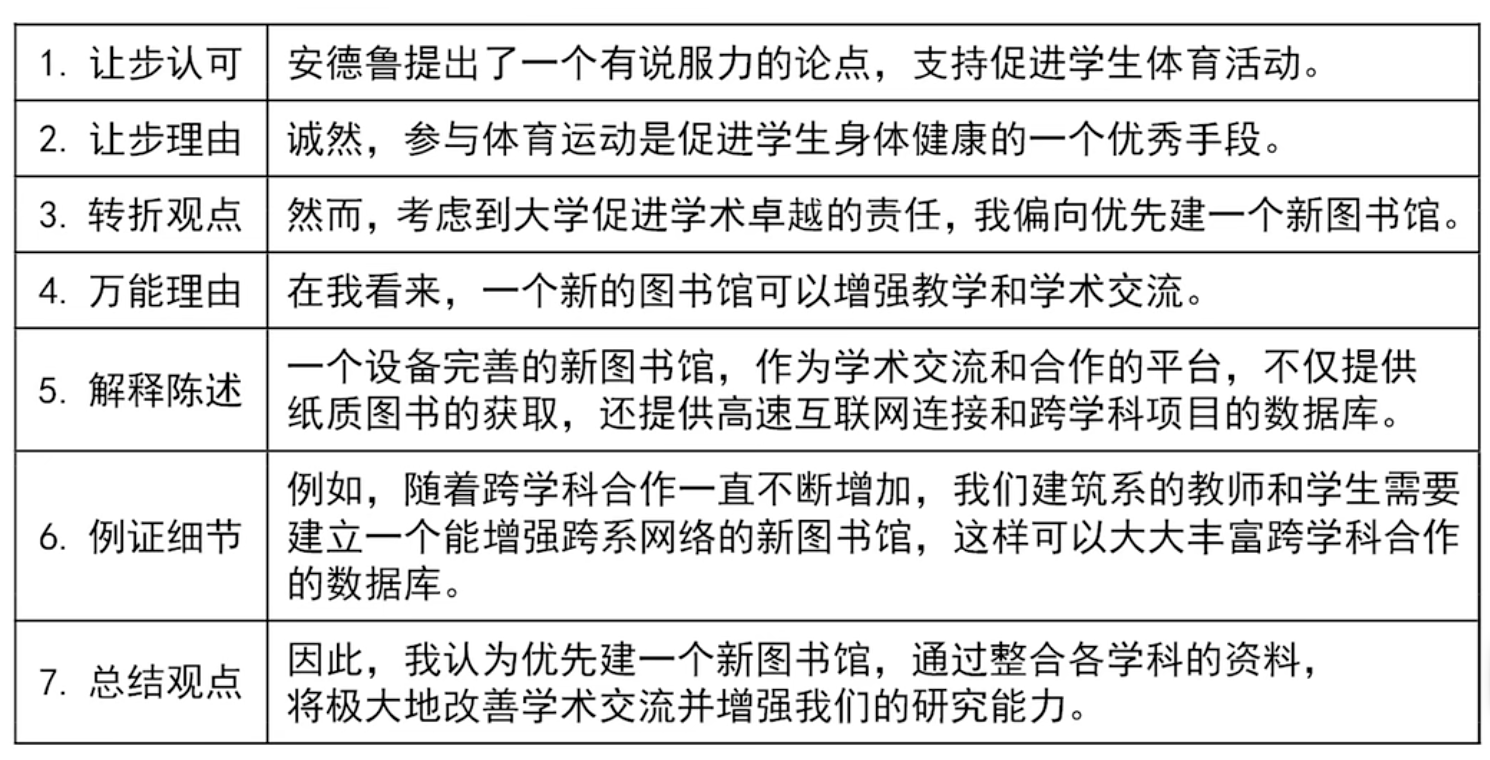 1. 让步认可 安德鲁提出了一个有说服力的论点，支持促进学生体育活动。
2. 让步理由 诚然，参与体育运动是促进学生身体健康的一个优秀手段。
3. 转折观点 然而，考虑到大学促进学术卓越的责任，我偏向优先建一个新图书馆。
4. 万能理由 在我看来，一个新的图书馆可以增强教学和学术交流。
5. 解释陈述 一个设备完善的新图书馆，作为学术交流和合作的平台，不仅提供
纸质图书的获取，还提供高速互联网连接和跨学科项目的数据库。
6. 例证细节 例如，随着跨学科合作一直不断增加，我们建筑系的教师和学生需要
建立一个能增强跨系网络的新图书馆，这样可以大大丰富跨学科合作
的数据库。
7. 总结观点 因此，我认为优先建一个新图书馆，通过整合各学科的资料，
将极大地改善学术交流并增强我们的研究能力。